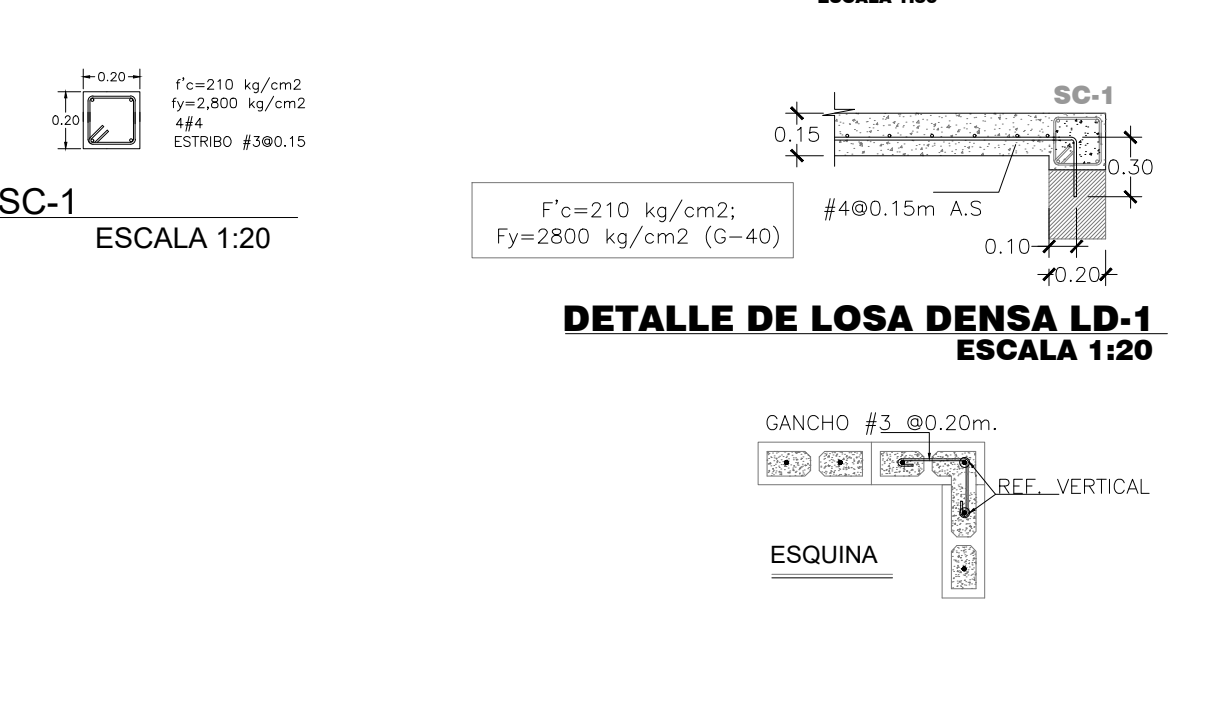 0.20
0.20
f'c=210 kg/cm2
fy=2,800 kg/cm2
4#4
ESTRIBO #3@0.15
SC-1
ESCALA 1:20
SC-1
0.15
0.30
#4@0.15m A.S
F'c=210 kg/cm2;
Fy=2800 kg/cm2 (G-40)
0.10
0.20
DETALLE DE LOSA DENSA LD-1
ESCALA 1:20
GANCHO #3 @0.20m.
REF. VERTICAL
ESQUINA